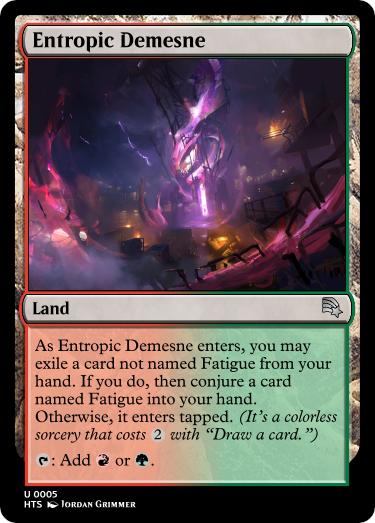 Entropic Demesne
Land
As Entropic Demesne enters, you may
exile a card not named Fatigue from your
hand. If you do, then conjure a card
named Fatigue into your hand.
Otherwise, it enters tapped. (It's a colorless
sorcery that costs 2 with “Draw a card.”)
: Add or .
U 0005
HTS Jordan Grimmer